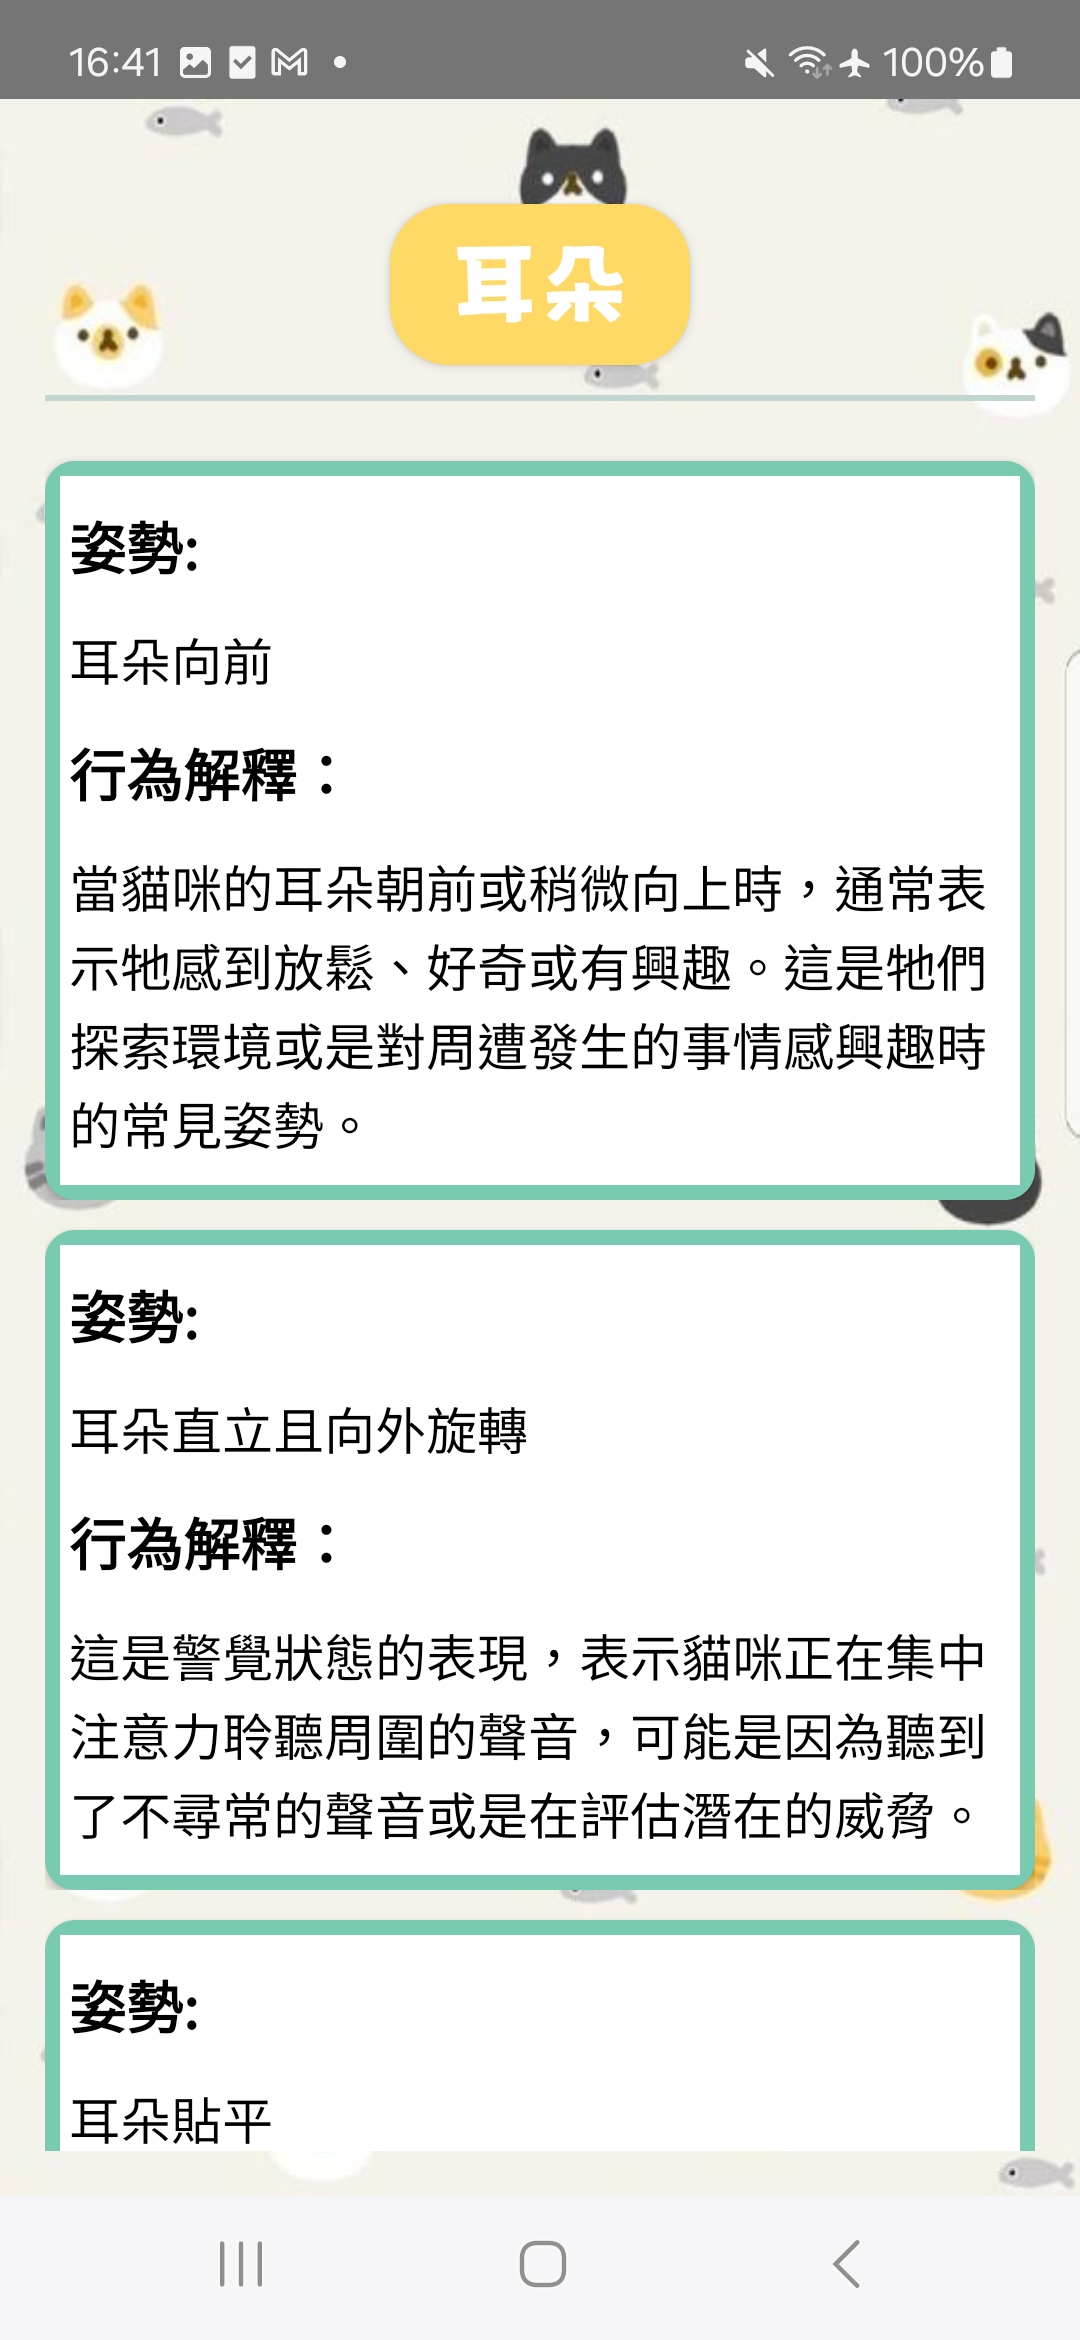 16:41
100%
耳朵
姿勢:
耳朵向前
行為解釋：
當貓咪的耳朵朝前或稍微向上時，通常表
示牠感到放鬆、好奇或有興趣。這是牠們
探索環境或是對周遭發生的事情感興趣時
的常見姿勢。
姿勢:
耳朵直立且向外旋轉
行為解釋：
這是警覺狀態的表現，表示貓咪正在集中
注意力聆聽周圍的聲音，可能是因為聽到
了不尋常的聲音或是在評估潛在的威脅。
姿勢:
耳朵貼平